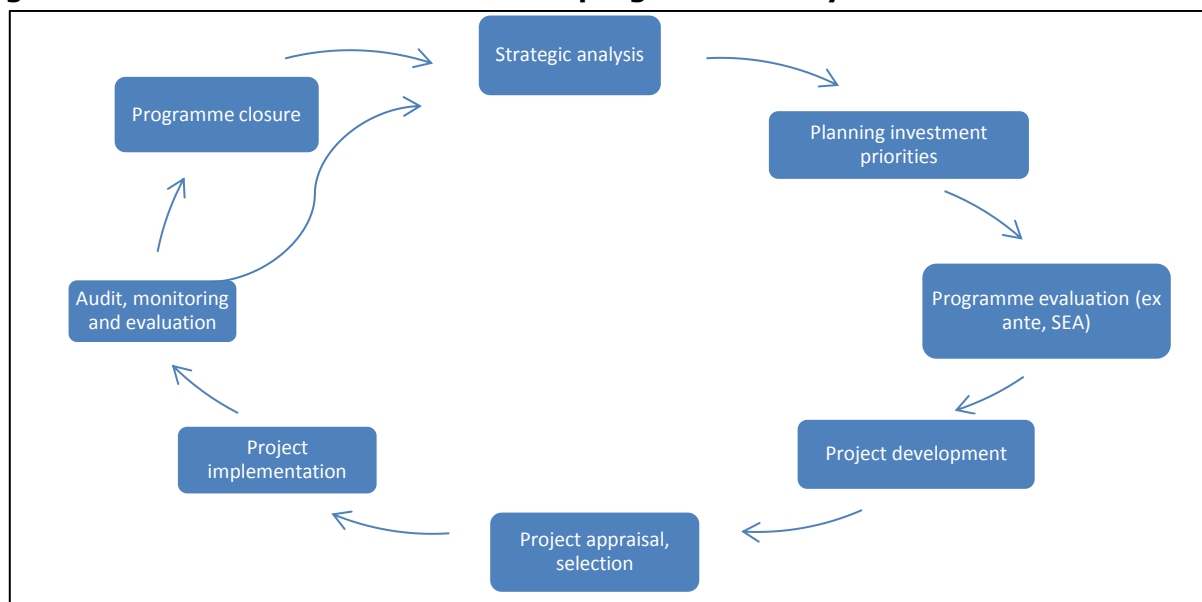 Strategic analysis
Planning investment
priorities
Programme evaluation (ex
ante, SEA)
Project development
Project appraisal,
selection
Project
implementation
Audit, monitoring
and evaluation
Programme closure